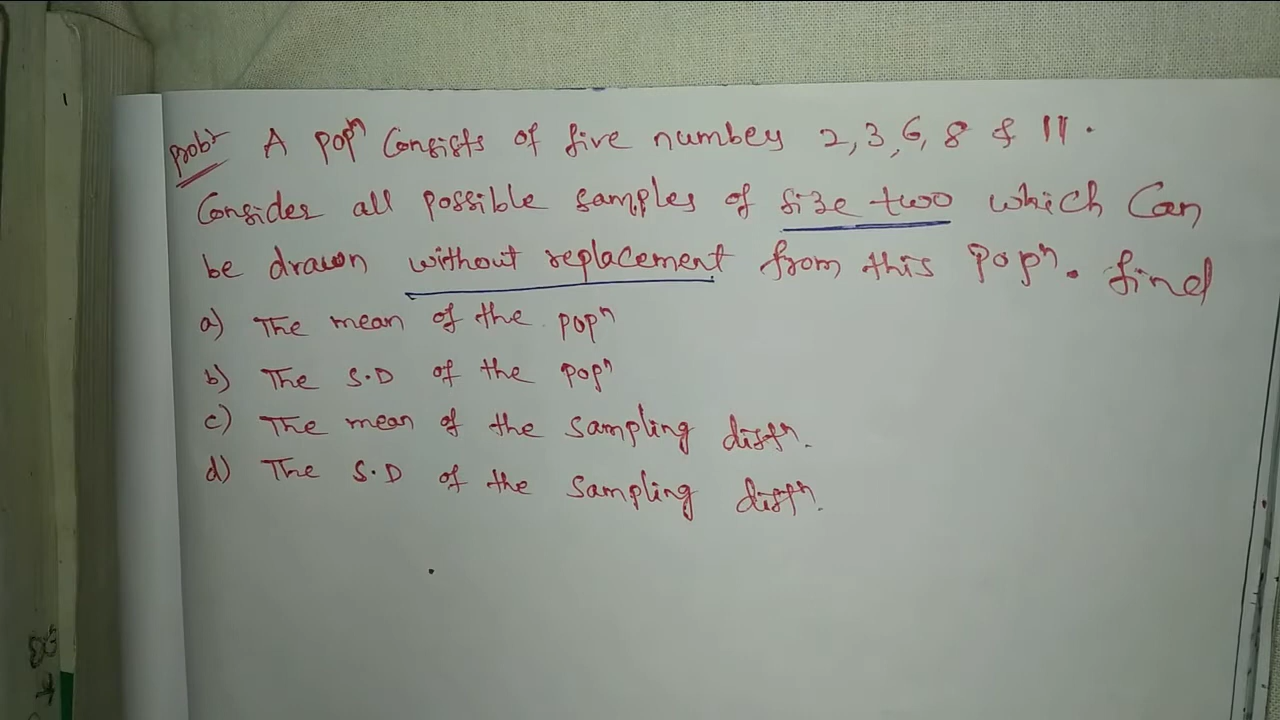 Prob:- A popⁿ Consists of five numbers 2, 3, 6, 8 & 11.
Consider all possible samples of size two which Can
be drawn without replacement from this popⁿ. find
a) The mean of the popⁿ
b) The S.D of the popⁿ
c) The mean of the sampling distⁿ.
d) The S.D of the sampling distⁿ.